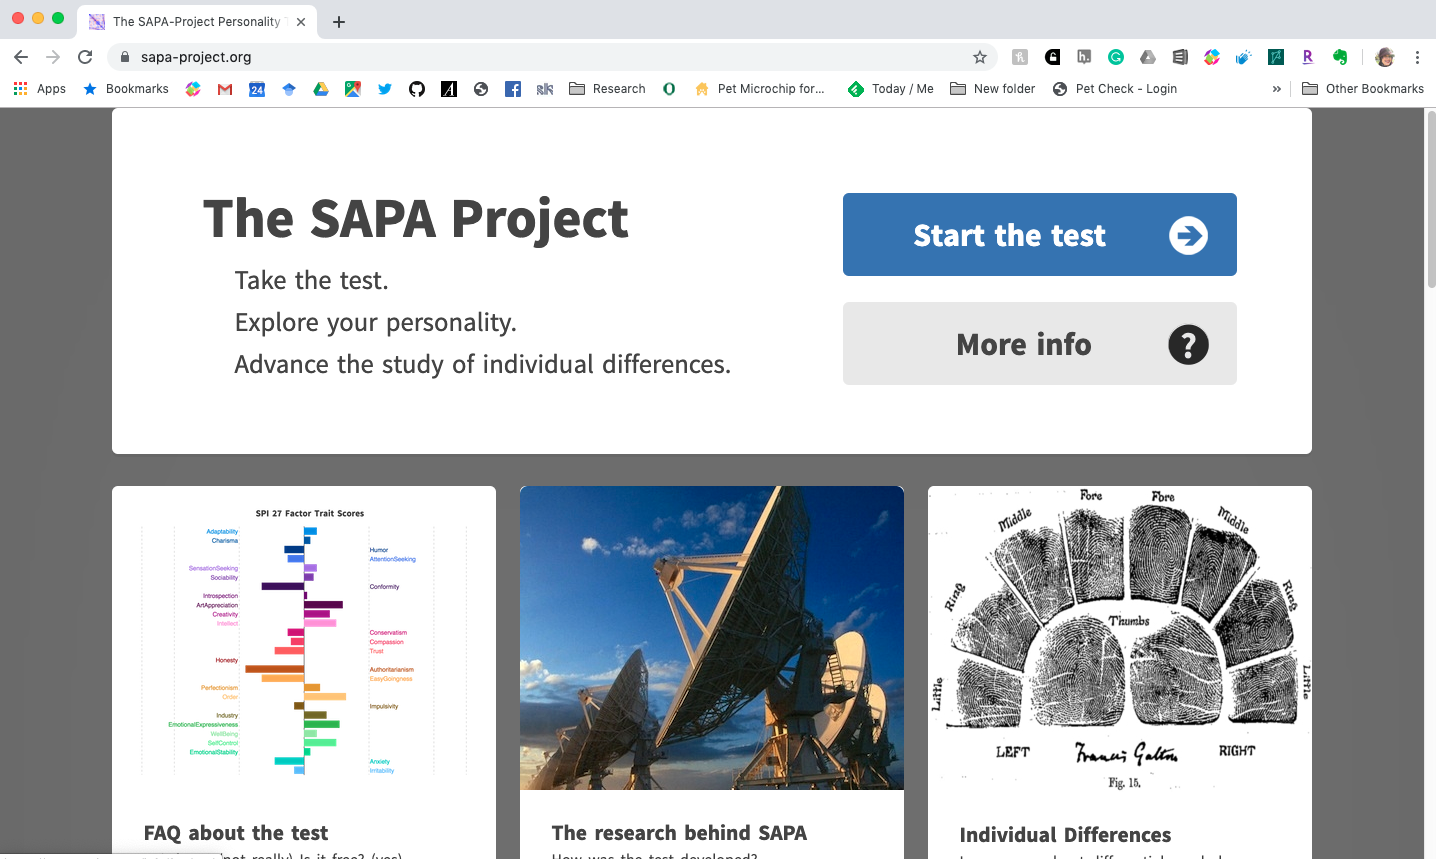 The SAPA-Project Personality T
sapa-project.org
Apps
Bookmarks
24
Research
Pet Microchip for...
Today / Me
New folder
Pet Check - Login
»
Other Bookmarks
The SAPA Project
Take the test.
Explore your personality.
Advance the study of individual differences.
Start the test
More info
?
SPI 27 Factor Trait Scores
Adaptability
Charisma
Humor
AttentionSeeking
SensationSeeking
Sociability
Conformity
Introspection
ArtAppreciation
Creativity
Intellect
Conservatism
Compassion
Trust
Honesty
Authoritarianism
EasyGoingness
Perfectionism
Order
Impulsivity
Industry
EmotionalExpressiveness
WellBeing
SelfControl
EmotionalStability
Anxiety
Irritability
Fore Fore
Middle Middle
Ring Ring
Thumbs
Little Little
LEFT Francis Galton RIGHT
Fig. 15.
FAQ about the test
(not really) Is it free? (yes)
The research behind SAPA
How was the test developed?
Individual Differences